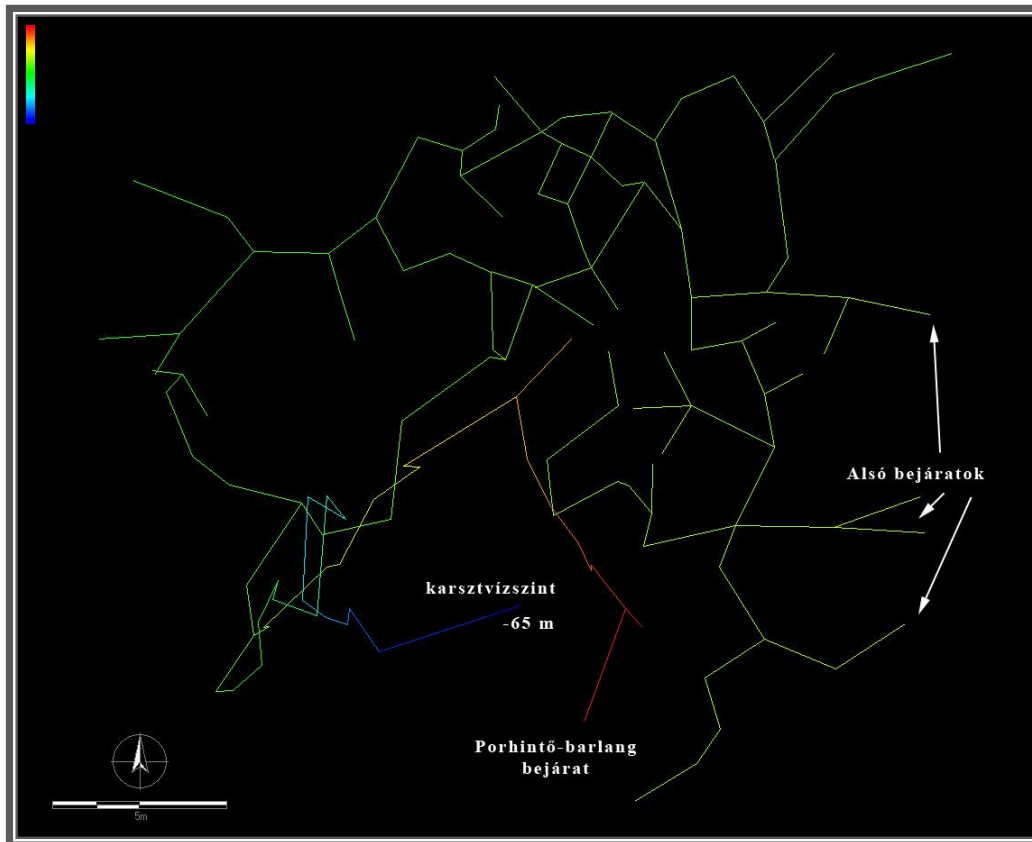 Alsó bejáratok
karsztvízszint
-65 m
Porhintő-barlang
bejárat
5m